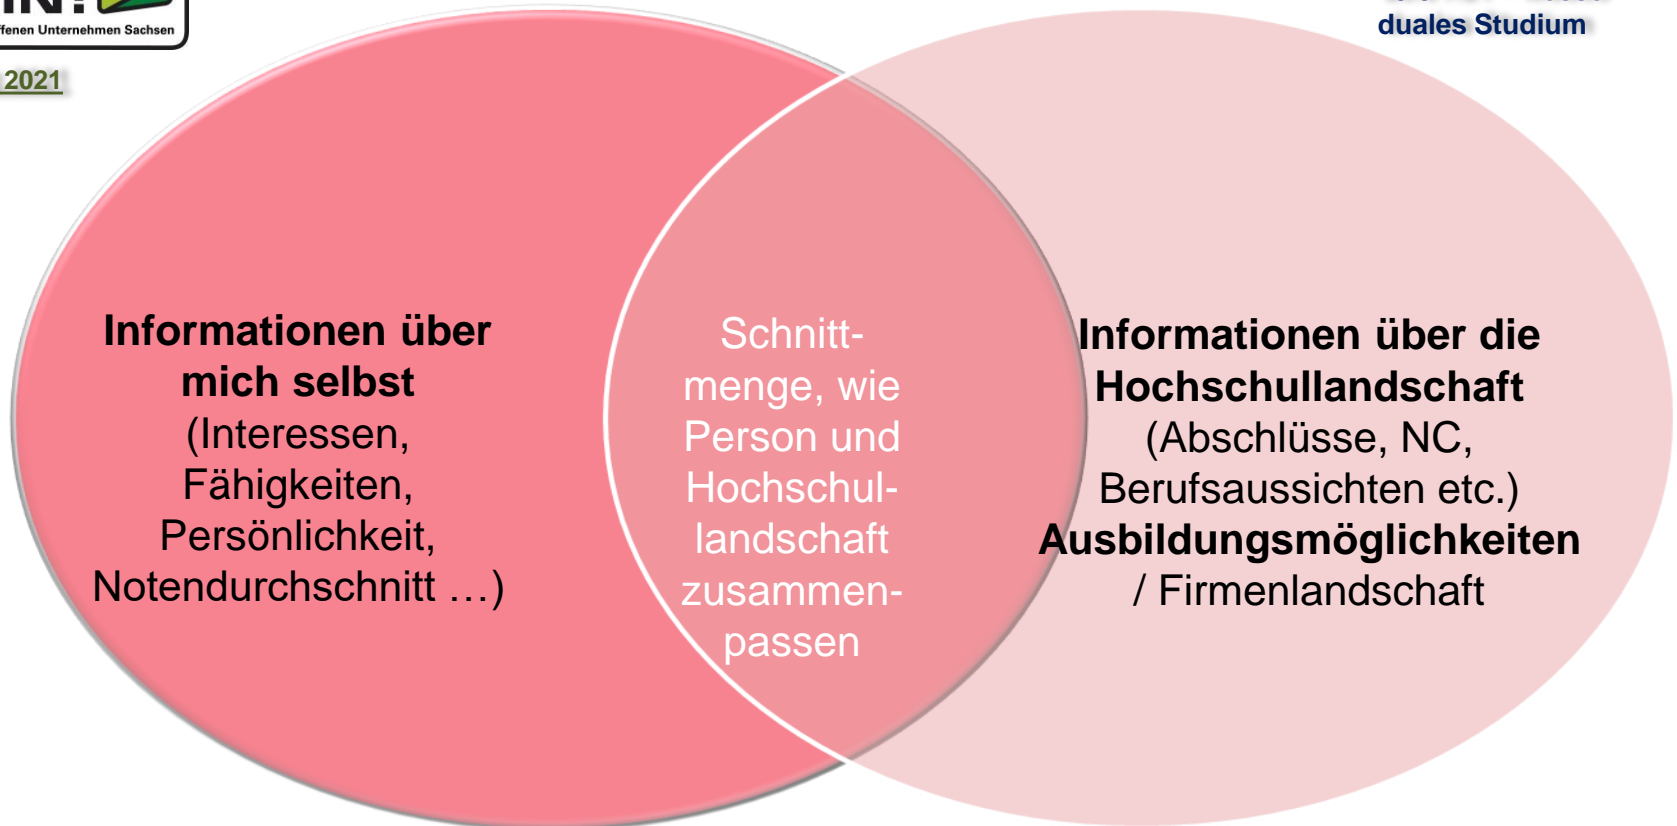 ffenen Unternehmen Sachsen
2021
duales Studium
Informationen über
mich selbst
(Interessen,
Fähigkeiten,
Persönlichkeit,
Notendurchschnitt …)
Schnitt-
menge, wie
Person und
Hochschul-
landschaft
zusammen-
passen
Informationen über die
Hochschullandschaft
(Abschlüsse, NC,
Berufsaussichten etc.)
Ausbildungsmöglichkeiten
/ Firmenlandschaft